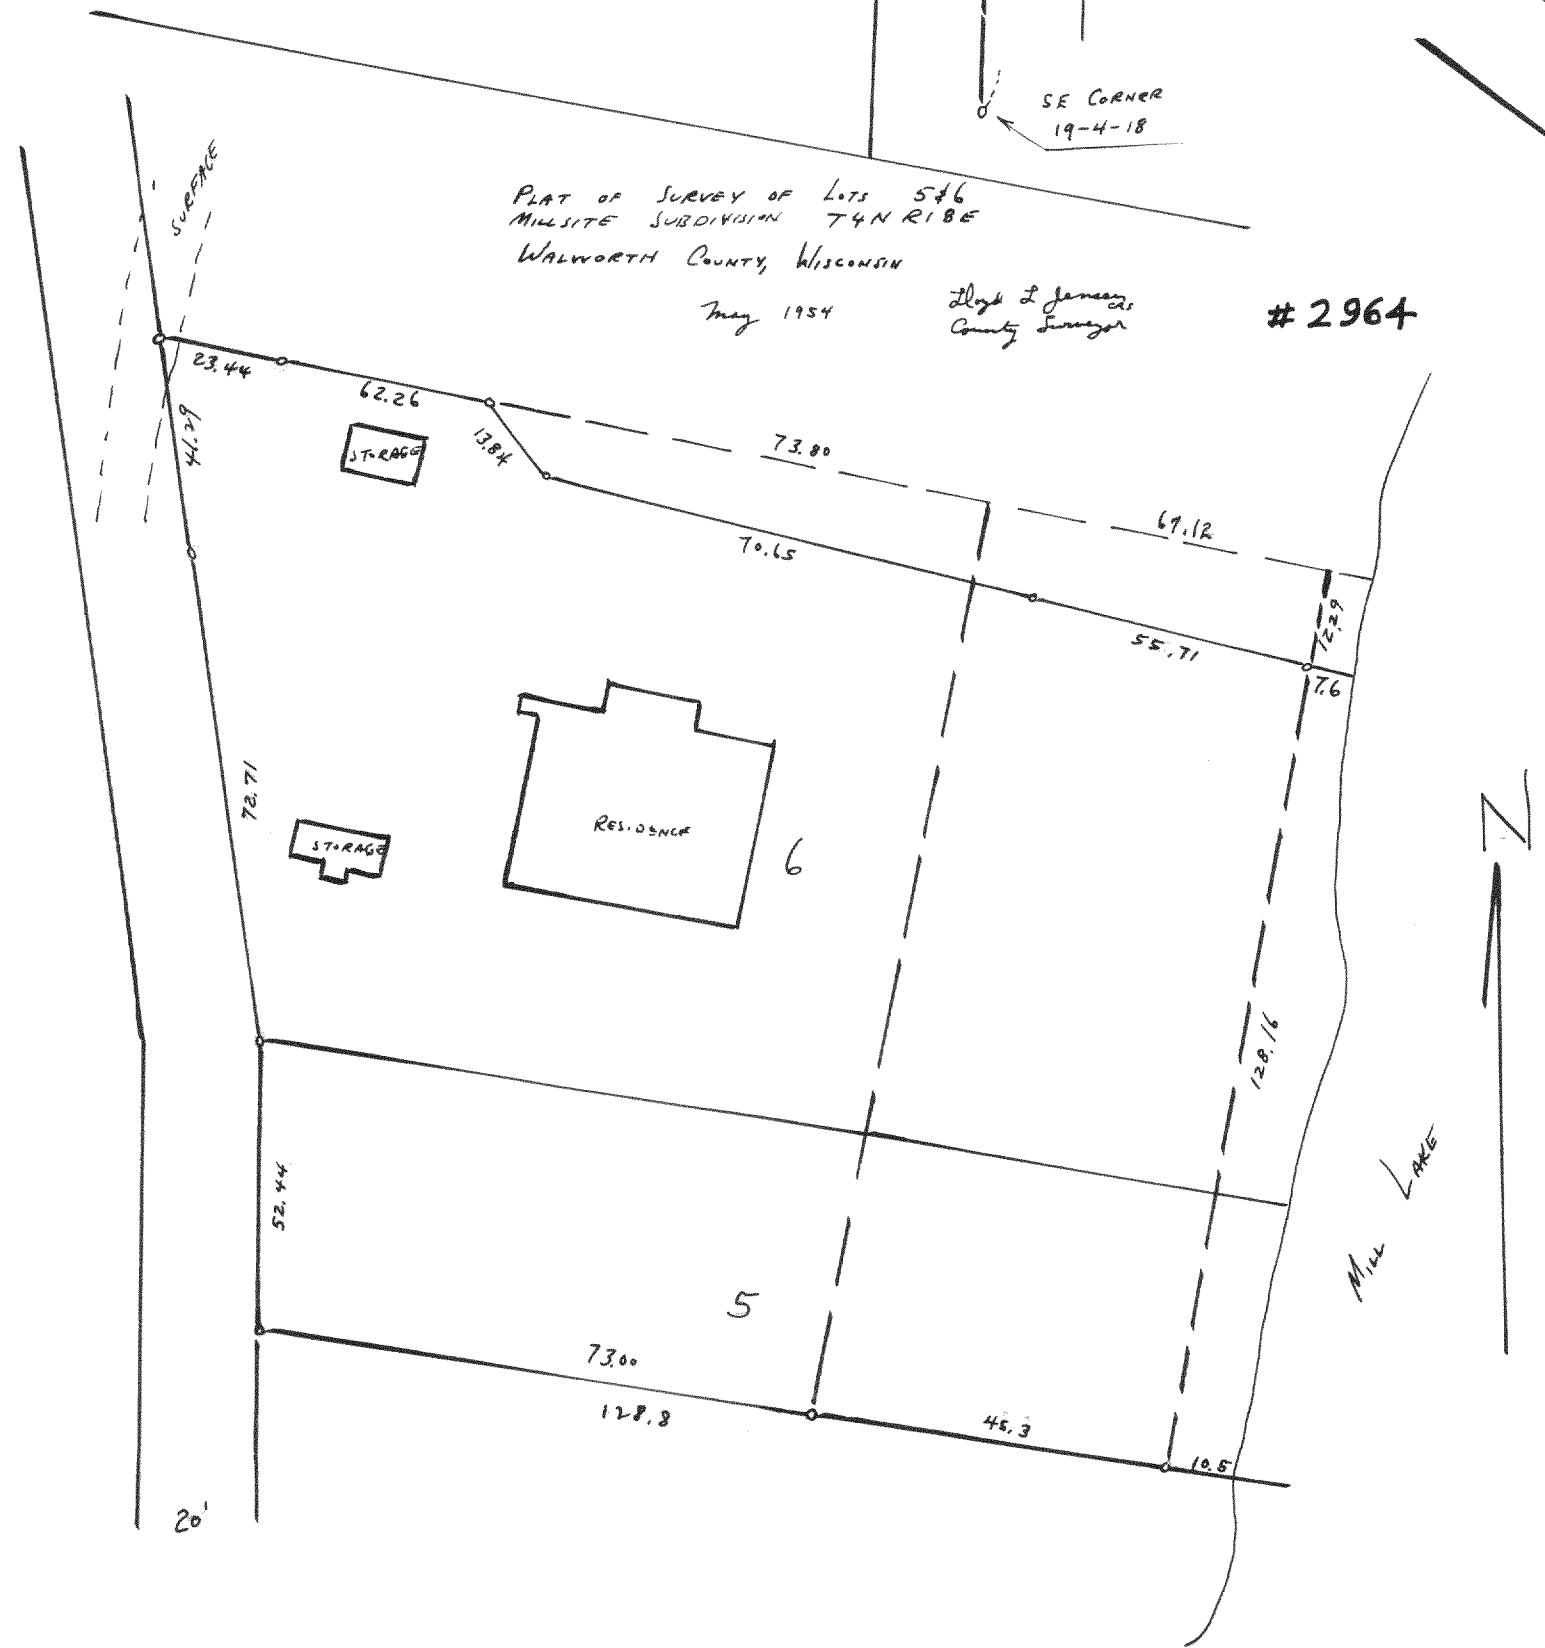 SE CORNER
19-4-18
SURFACE
PLAT OF SURVEY OF LOTS 5&6
MILLSITE SUBDIVISION T4N R18E
WALWORTH COUNTY, WISCONSIN
May 1954
Lloyd L Jensen
County Surveyor
#2964
23.44
62.26
41.29
STORAGE
13.84
73.80
67.12
70.65
12.29
55.71
7.6
72.71
RESIDENCE
STORAGE
6
N
128.16
MILL LAKE
52.44
5
73.00
128.8
45.3
10.5
20'